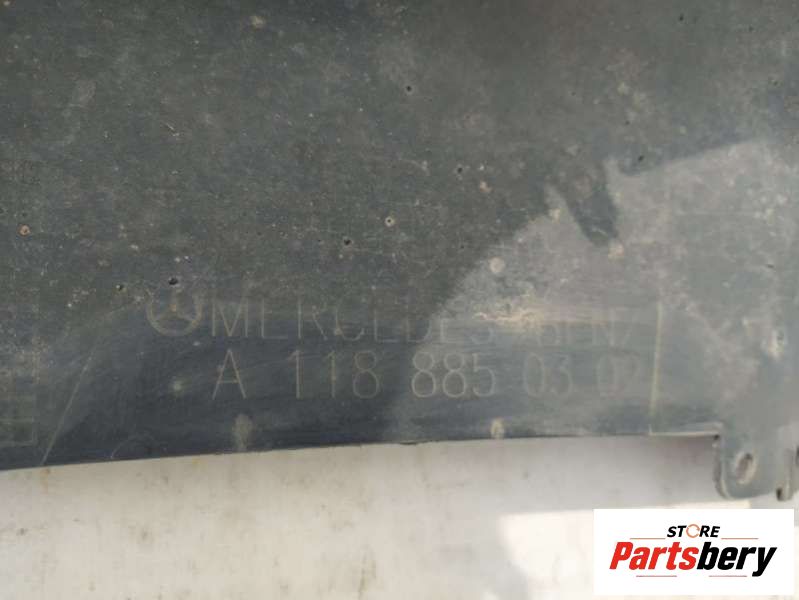 MERCEDES-BENZ
A 118 885 03 02
STORE
Partsbery